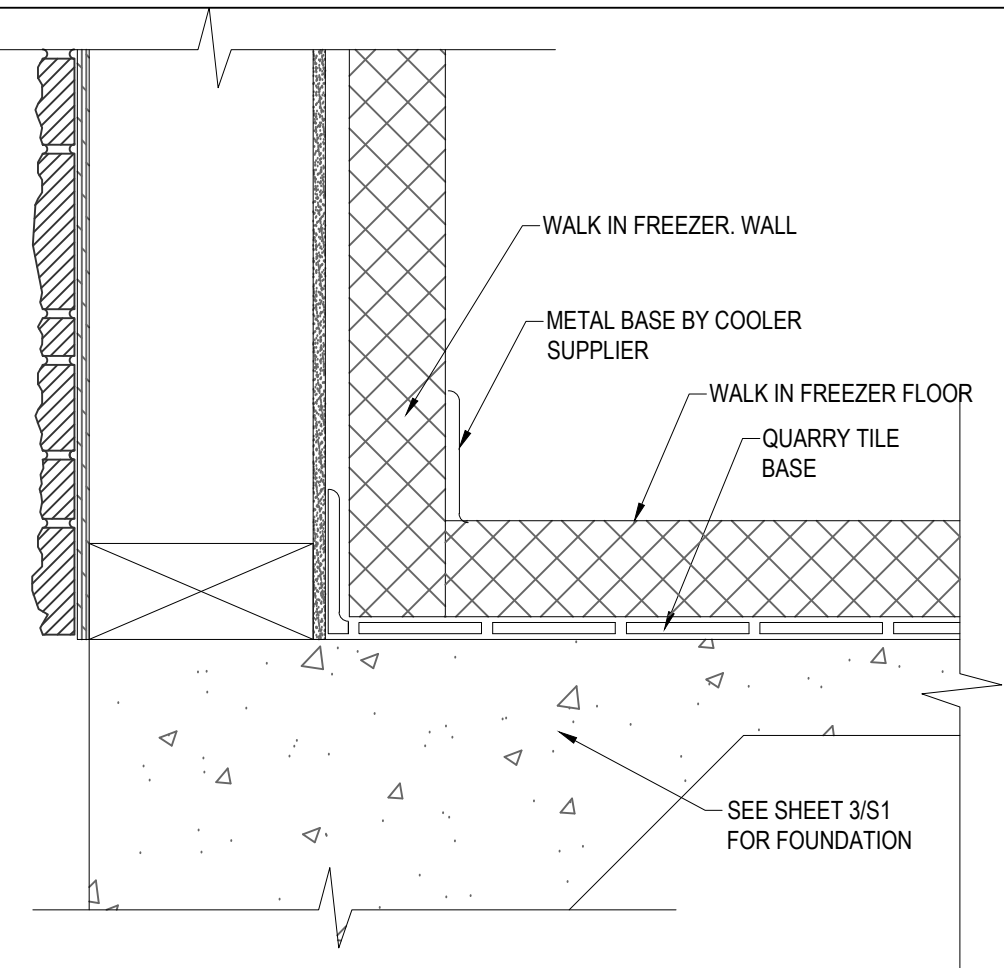 WALK IN FREEZER. WALL
METAL BASE BY COOLER
SUPPLIER
WALK IN FREEZER FLOOR
QUARRY TILE
BASE
SEE SHEET 3/S1
FOR FOUNDATION